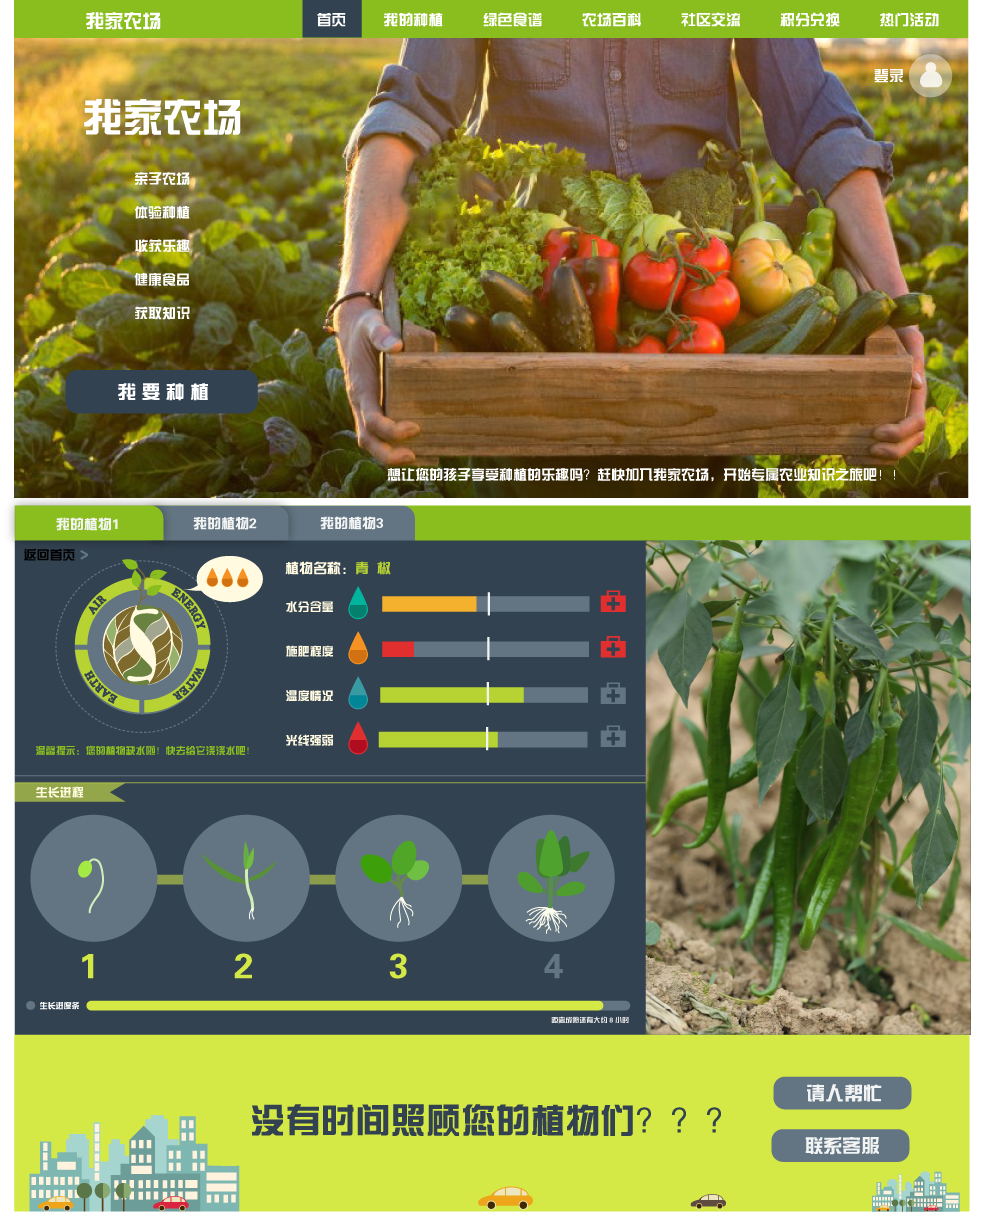 我家农场 首页 我的种植 绿色食谱 农场百科 社区交流 积分兑换 热门活动
登录
我家农场
亲子农场
体验种植
收获乐趣
健康食品
获取知识
我要种植
想让您的孩子享受种植的乐趣吗？赶快加入我家农场，开始专属农业知识之旅吧！！
我的植物1 我的植物2 我的植物3
返回首页 >
植物名称：青 椒
AIR
ENERGY
EARTH
WATER
水分含量
施肥程度
温度情况
光线强弱
温馨提示：您的植物缺水啦！快去给它浇浇水吧！
生长进程
1 2 3 4
生长进度条
距离成熟还有大约 8 小时
没有时间照顾您的植物们？？？
请人帮忙
联系客服